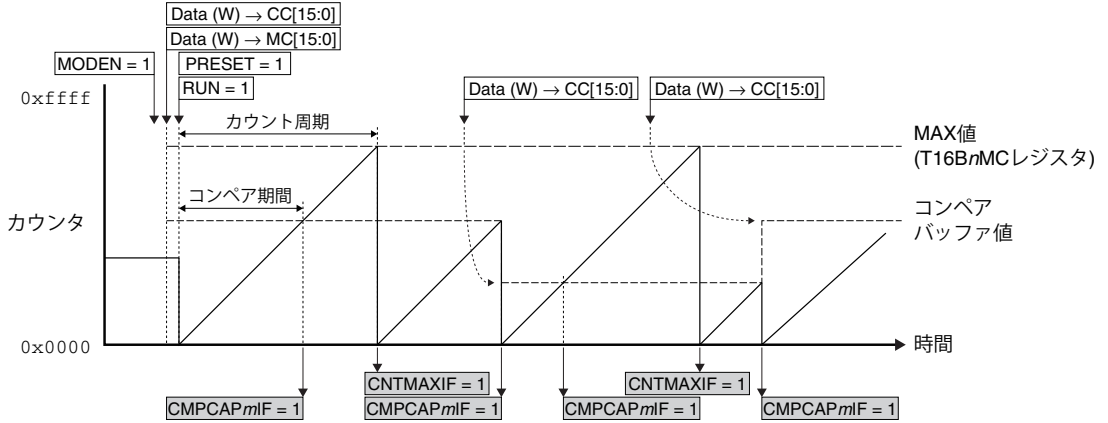 Data (W) → CC[15:0]
Data (W) → MC[15:0]
MODEN = 1
PRESET = 1
RUN = 1
Data (W) → CC[15:0]
Data (W) → CC[15:0]
0xffff
カウント周期
MAX値
(T16BnMCレジスタ)
コンペア期間
カウンタ
コンペア
バッファ値
0x0000
時間
CNTMAXIF = 1
CNTMAXIF = 1
CMPCAPmIF = 1
CMPCAPmIF = 1
CMPCAPmIF = 1
CMPCAPmIF = 1